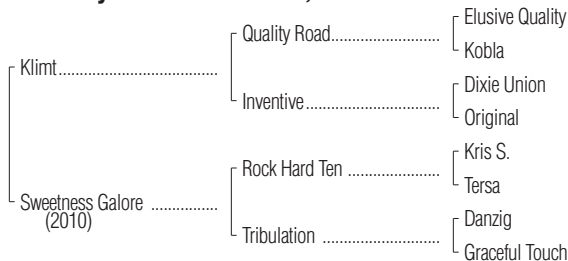 Elusive Quality
Quality Road
Kobla
Klimt
Dixie Union
Inventive
Original
Kris S.
Rock Hard Ten
Tersa
Sweetness Galore
(2010)
Danzig
Tribulation
Graceful Touch